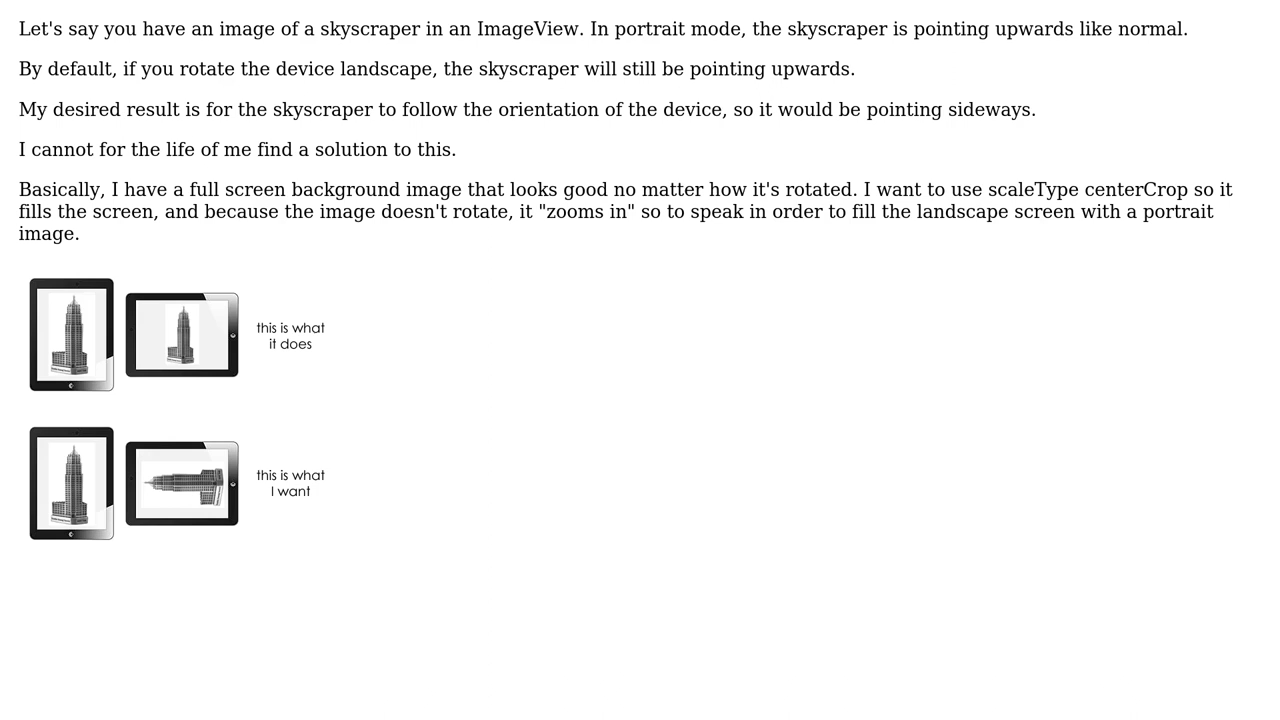 Let's say you have an image of a skyscraper in an ImageView. In portrait mode, the skyscraper is pointing upwards like normal.
By default, if you rotate the device landscape, the skyscraper will still be pointing upwards.
My desired result is for the skyscraper to follow the orientation of the device, so it would be pointing sideways.
I cannot for the life of me find a solution to this.
Basically, I have a full screen background image that looks good no matter how it's rotated. I want to use scaleType centerCrop so it
fills the screen, and because the image doesn't rotate, it "zooms in" so to speak in order to fill the landscape screen with a portrait
image.
this is what
it does
this is what
I want